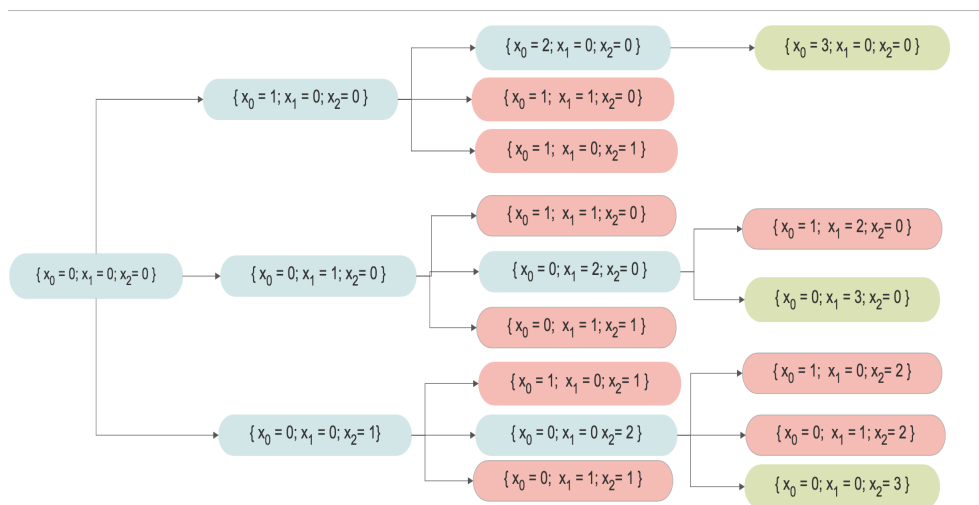 { x₀ = 2; x₁ = 0; x₂= 0 }
{ x₀ = 3; x₁ = 0; x₂= 0 }
{ x₀ = 1; x₁ = 0; x₂= 0 }
{ x₀ = 1; x₁ = 1; x₂= 0 }
{ x₀ = 1; x₁ = 0; x₂= 1 }
{ x₀ = 1; x₁ = 1; x₂= 0 }
{ x₀ = 1; x₁ = 2; x₂= 0 }
{ x₀ = 0; x₁ = 0; x₂= 0 }
{ x₀ = 0; x₁ = 1; x₂= 0 }
{ x₀ = 0; x₁ = 2; x₂= 0 }
{ x₀ = 0; x₁ = 3; x₂= 0 }
{ x₀ = 0; x₁ = 1; x₂= 1 }
{ x₀ = 1; x₁ = 0; x₂= 1 }
{ x₀ = 1; x₁ = 0; x₂= 2 }
{ x₀ = 0; x₁ = 0; x₂= 1}
{ x₀ = 0; x₁ = 0 x₂= 2 }
{ x₀ = 0; x₁ = 1; x₂= 2 }
{ x₀ = 0; x₁ = 1; x₂= 1 }
{ x₀ = 0; x₁ = 0; x₂= 3 }